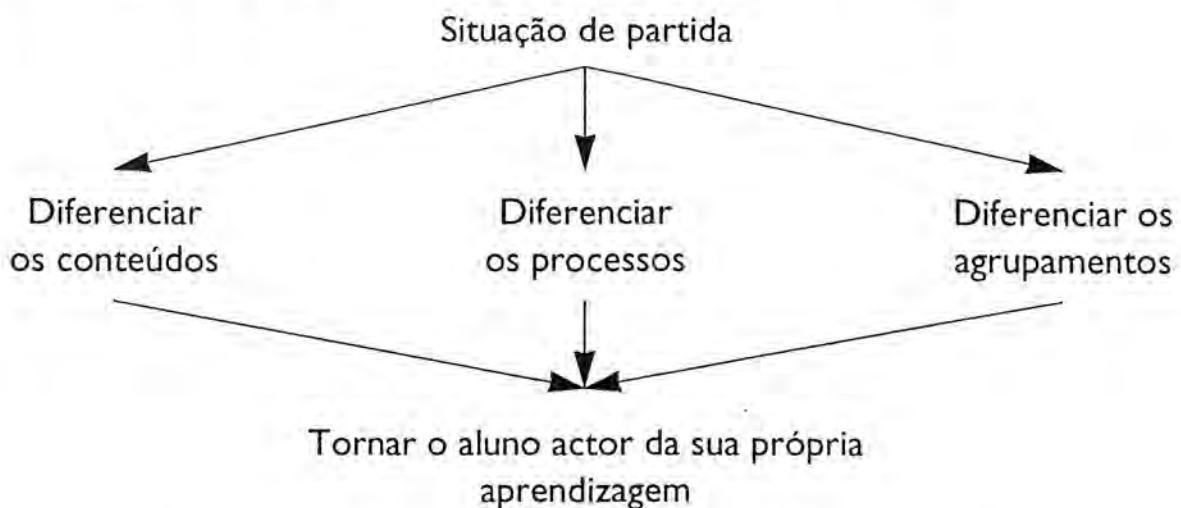 Situação de partida
Diferenciar
os conteúdos
Diferenciar
os processos
Diferenciar os
agrupamentos
Tornar o aluno actor da sua própria
aprendizagem